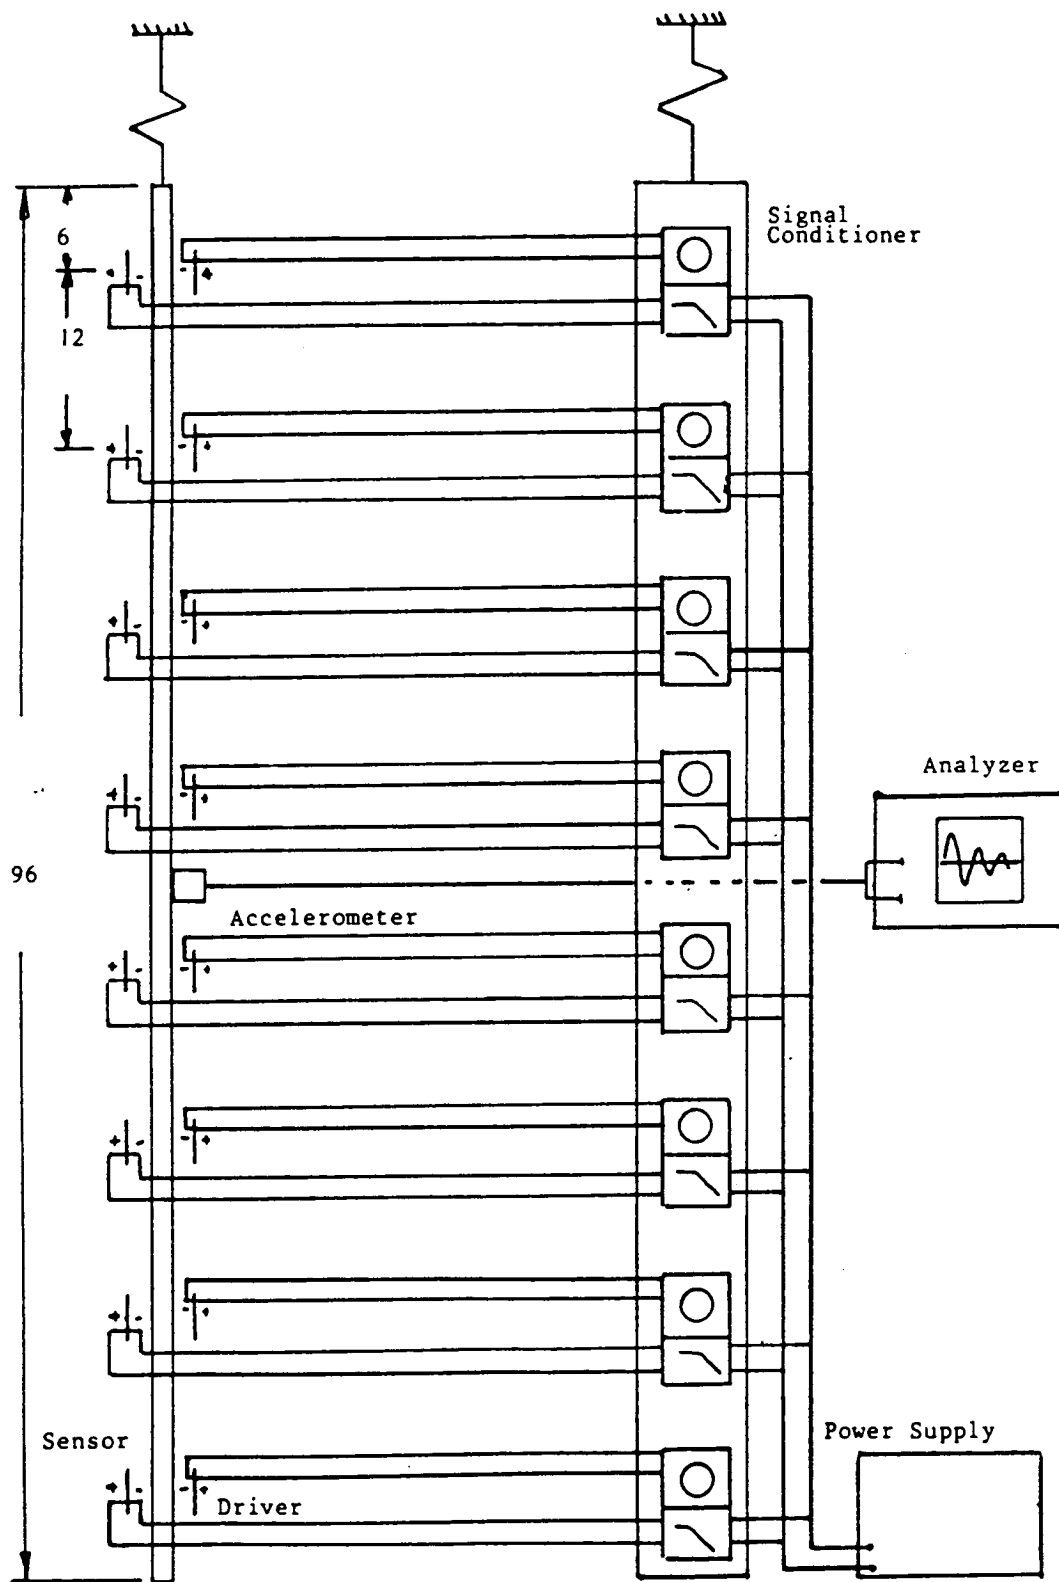 Signal
Conditioner
6
12
Analyzer
96
Accelerometer
Sensor
Power Supply
Driver